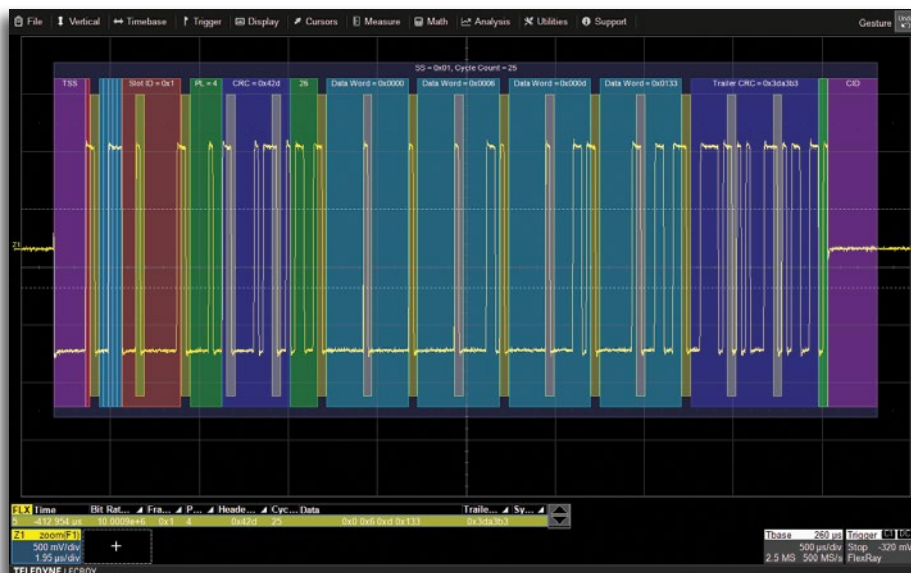 File Vertical Timebase Trigger Display Cursors Measure Math Analysis Utilities Support Gesture Undo
SS = 0x01, Cycle Count = 25
TSS Slot ID = 0x1 PL = 4 CRC = 0x42d 25 Data Word = 0x0000 Data Word = 0x0006 Data Word = 0x000d Data Word = 0x0133 Trailer CRC = 0x3da3b3 CID
Z1
FLX Time Bit Rat... Fra... P... Heade... Cyc... Data Traile... Sy...
5 -412.954 µs 10.0009e+6 0x1 4 0x42d 25 0x0 0x6 0xd 0x133 0x3da3b3
Z1 zoom(F1)
500 mV/div
1.95 µs/div
+
Tbase 260 µs Trigger C1 DC
500 µs/div Stop -320 mV
2.5 MS 500 MS/s FlexRay
TELEDYNE LECROY